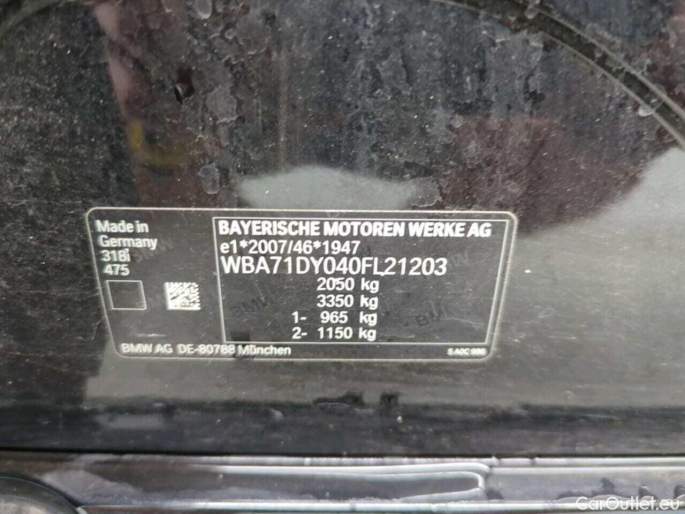 Made in
Germany
318i
475
BMW AG DE-80788 München
BAYERISCHE MOTOREN WERKE AG
e1*2007/46*1947
WBA71DY040FL21203
2050 kg
3350 kg
1- 965 kg
2- 1150 kg
CarOutlet.eu